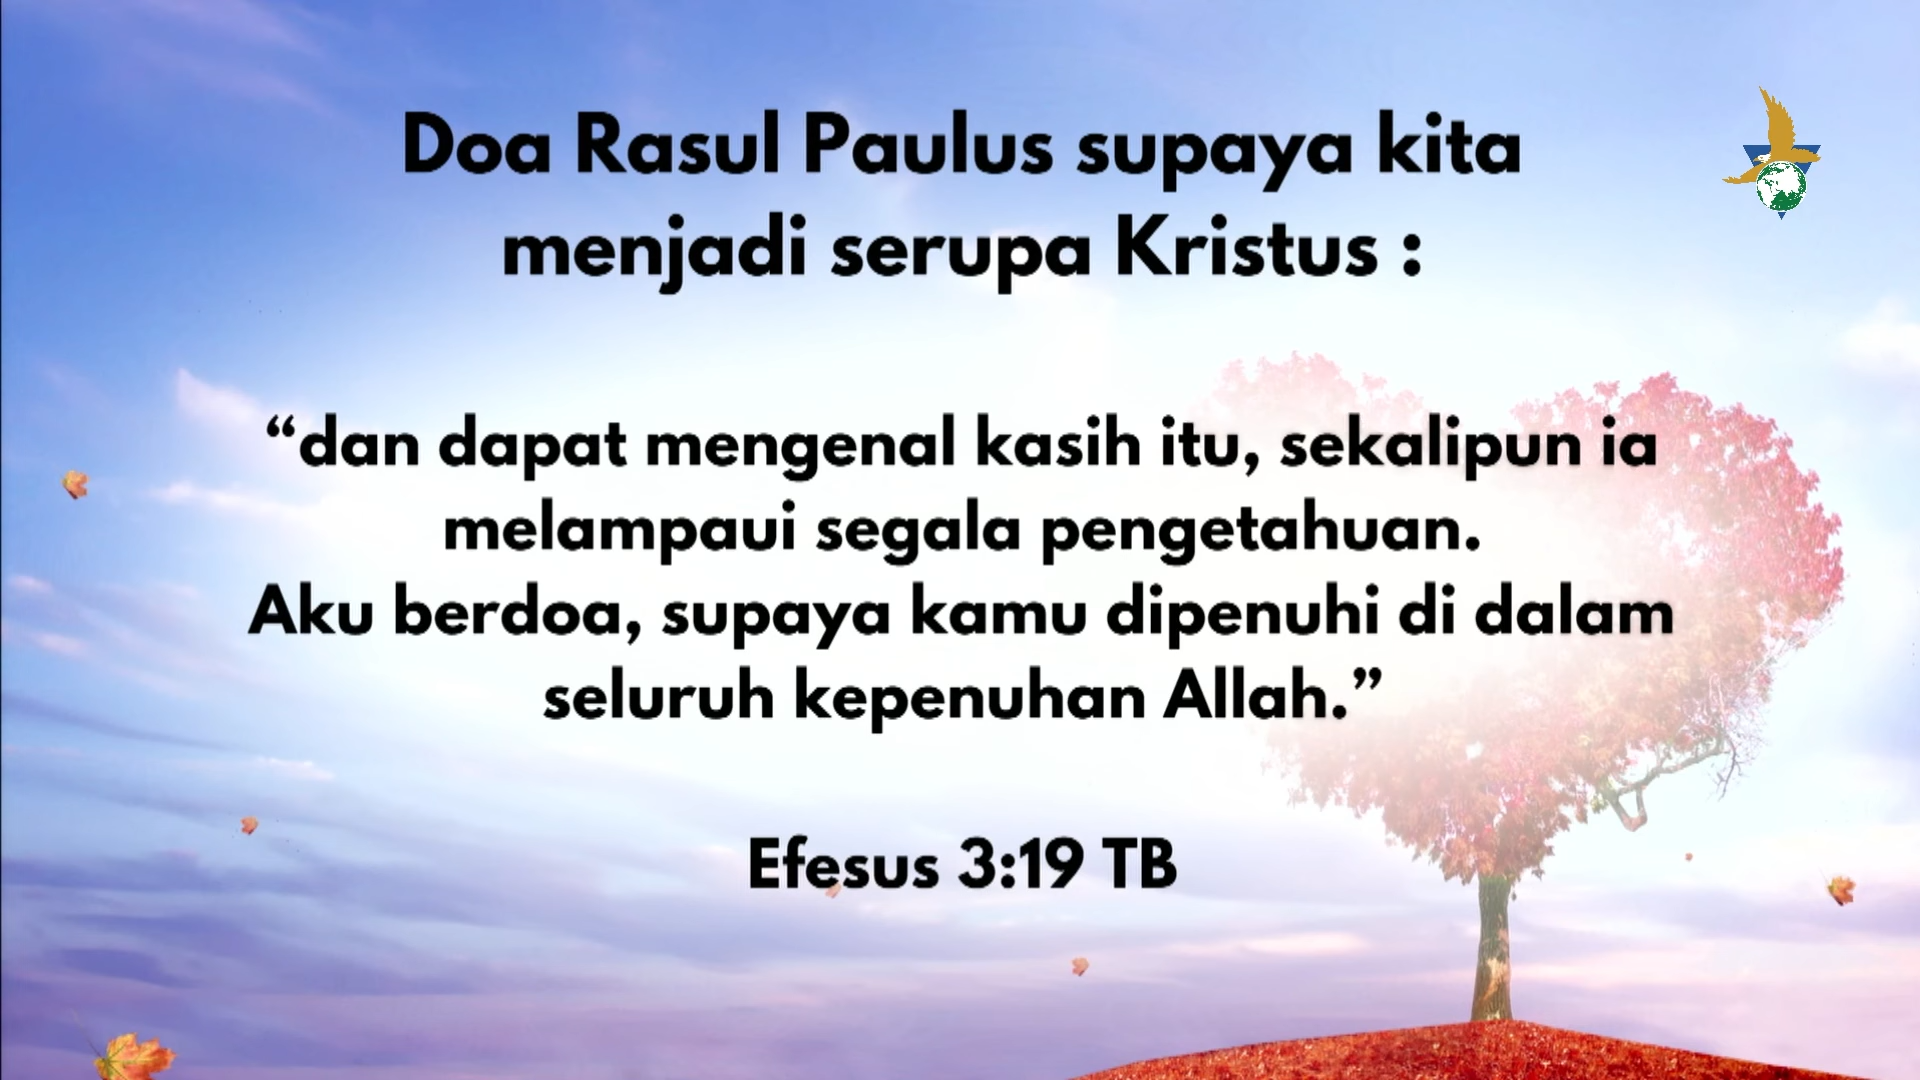 Doa Rasul Paulus supaya kita
menjadi serupa Kristus :
“dan dapat mengenal kasih itu, sekalipun ia
melampaui segala pengetahuan.
Aku berdoa, supaya kamu dipenuhi di dalam
seluruh kepenuhan Allah.”
Efesus 3:19 TB